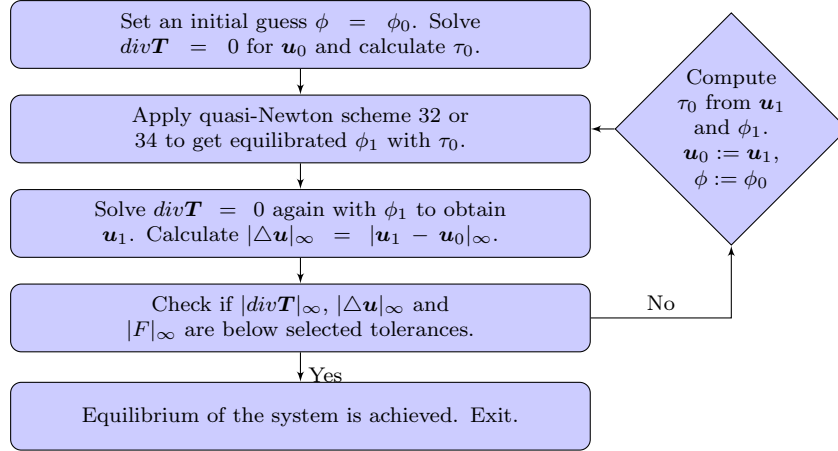 Set an initial guess ϕ = ϕ₀. Solve
div𝑻 = 0 for 𝒖₀ and calculate τ₀.
Apply quasi-Newton scheme 32 or
34 to get equilibrated ϕ₁ with τ₀.
Solve div𝑻 = 0 again with ϕ₁ to obtain
𝒖₁. Calculate |△𝒖|∞ = |𝒖₁ − 𝒖₀|∞.
Check if |div𝑻|∞, |△𝒖|∞ and
|F|∞ are below selected tolerances.
No
Yes
Equilibrium of the system is achieved. Exit.
Compute
τ₀ from 𝒖₁
and ϕ₁.
𝒖₀ := 𝒖₁,
ϕ := ϕ₀